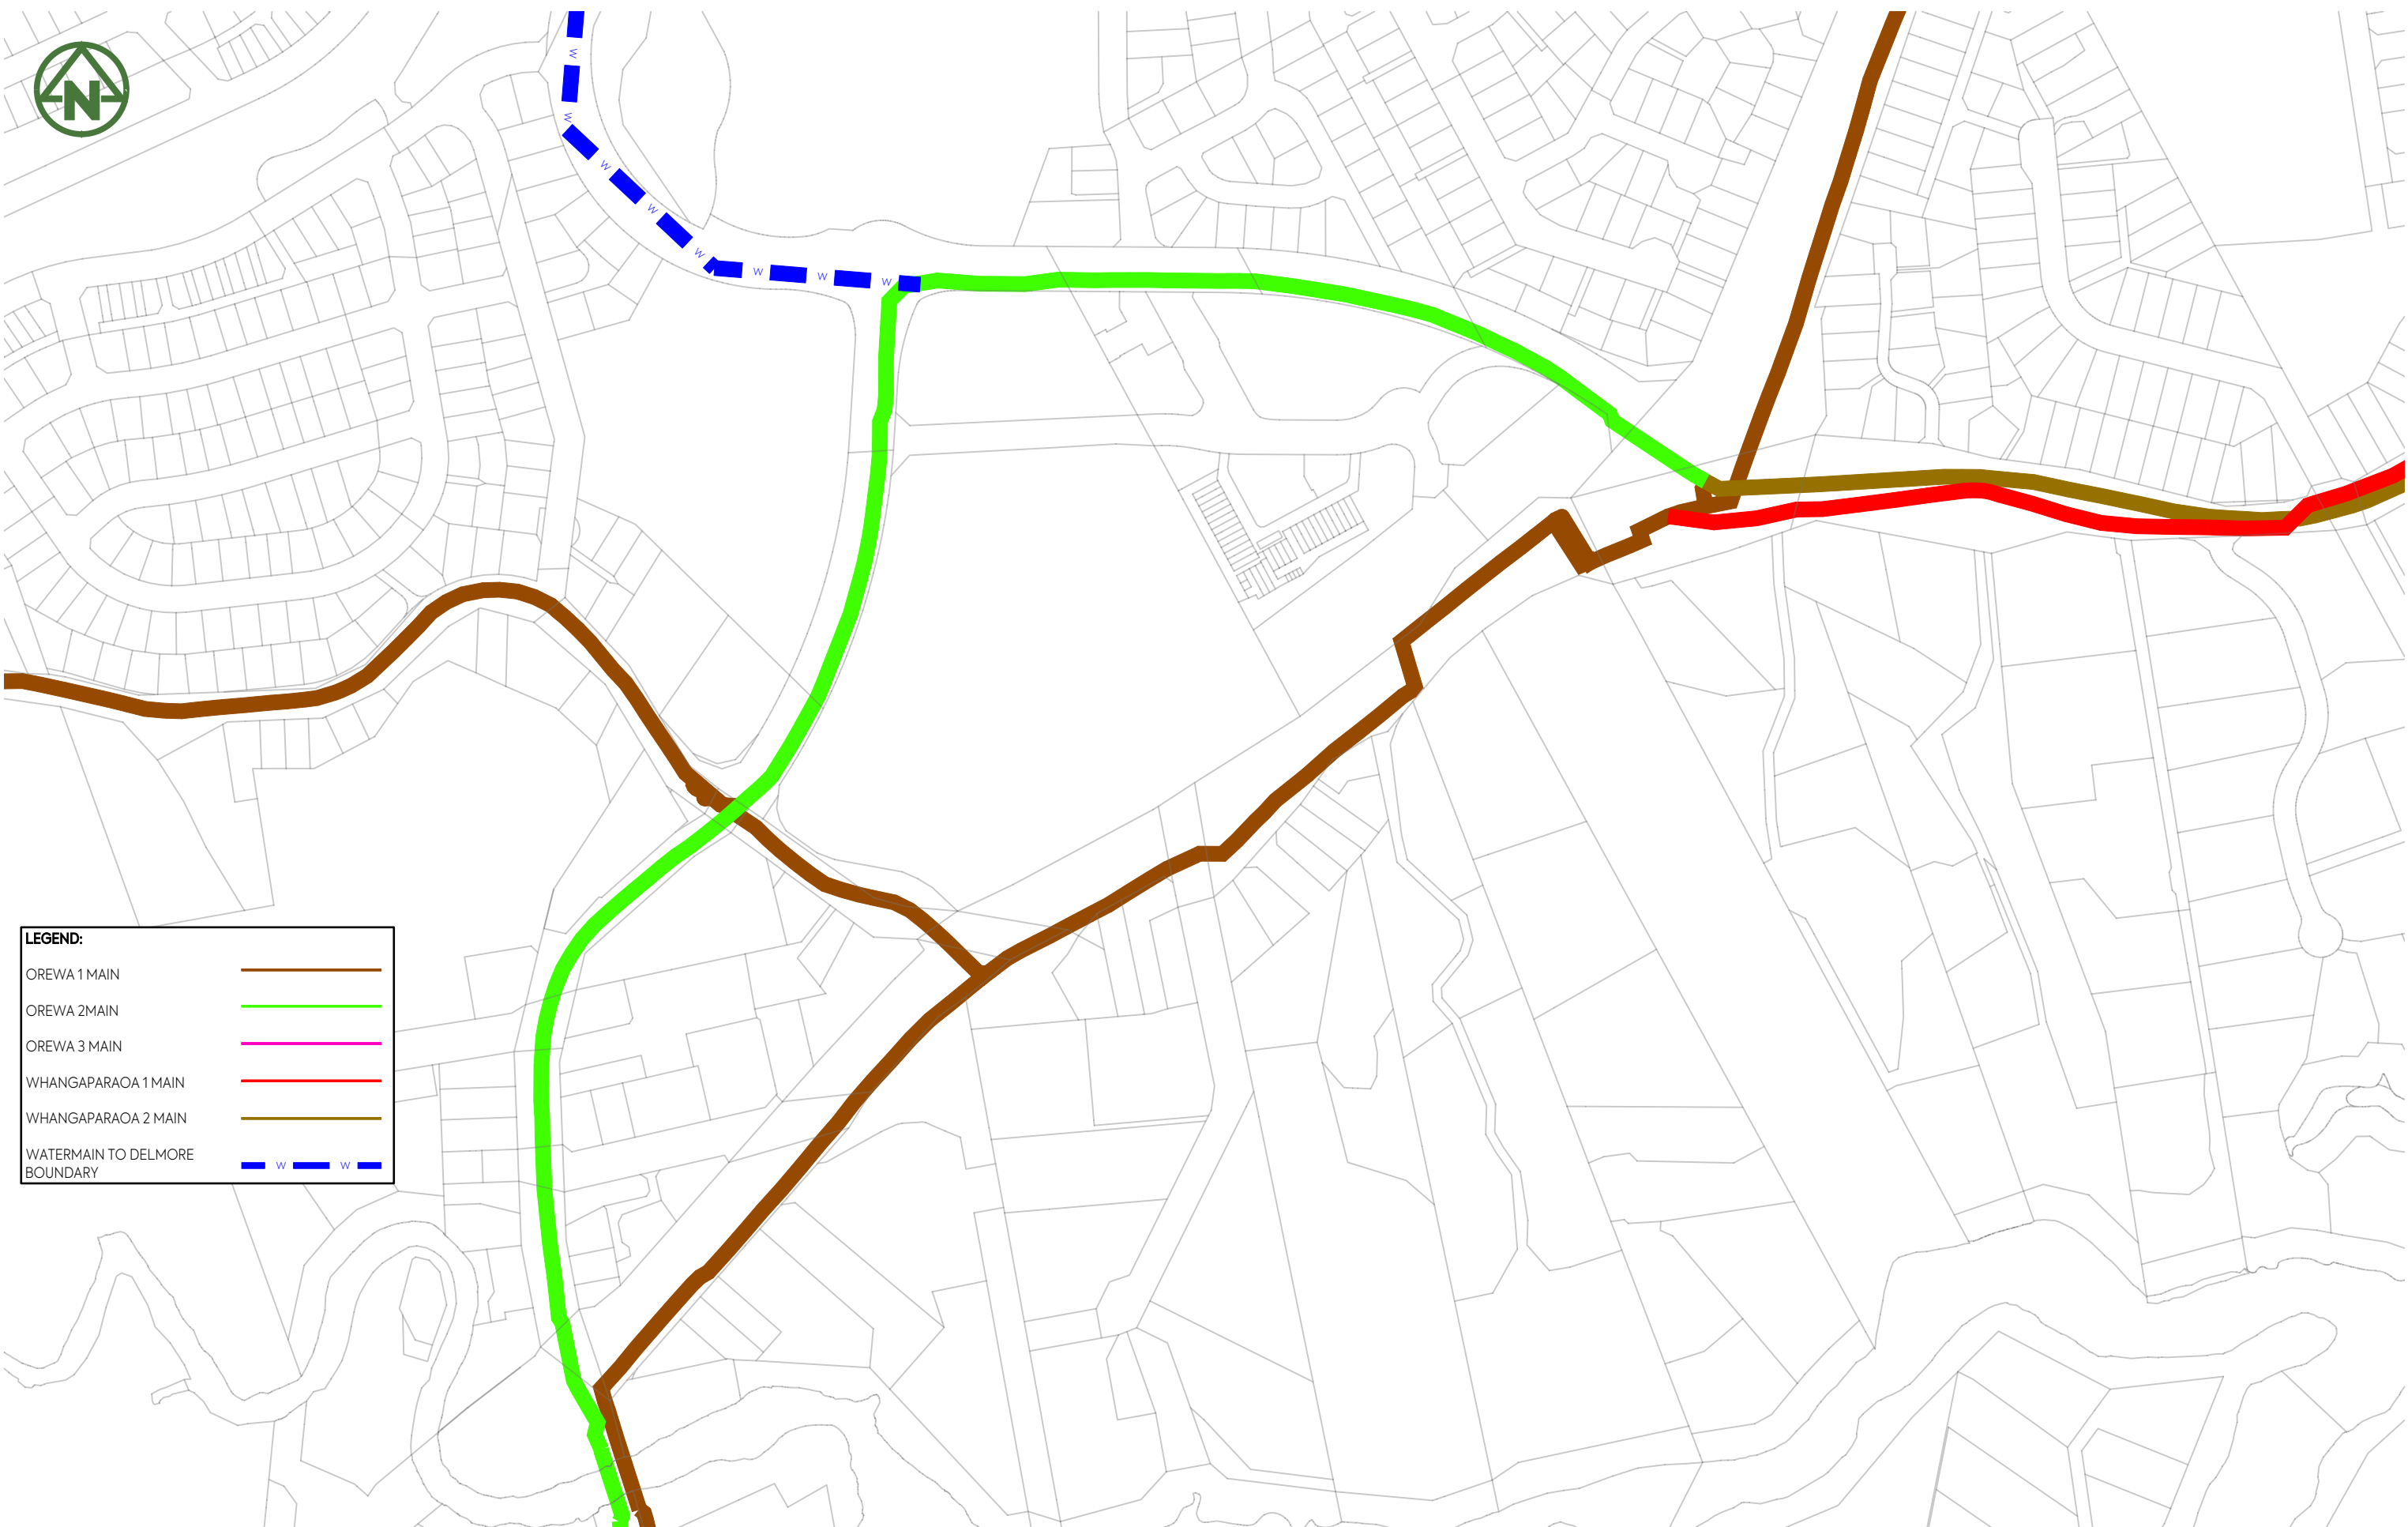 N
W
W
W
W
W
W
W
W
LEGEND:
OREWA 1 MAIN
OREWA 2MAIN
OREWA 3 MAIN
WHANGAPARAOA 1 MAIN
WHANGAPARAOA 2 MAIN
WATERMAIN TO DELMORE
BOUNDARY
W W